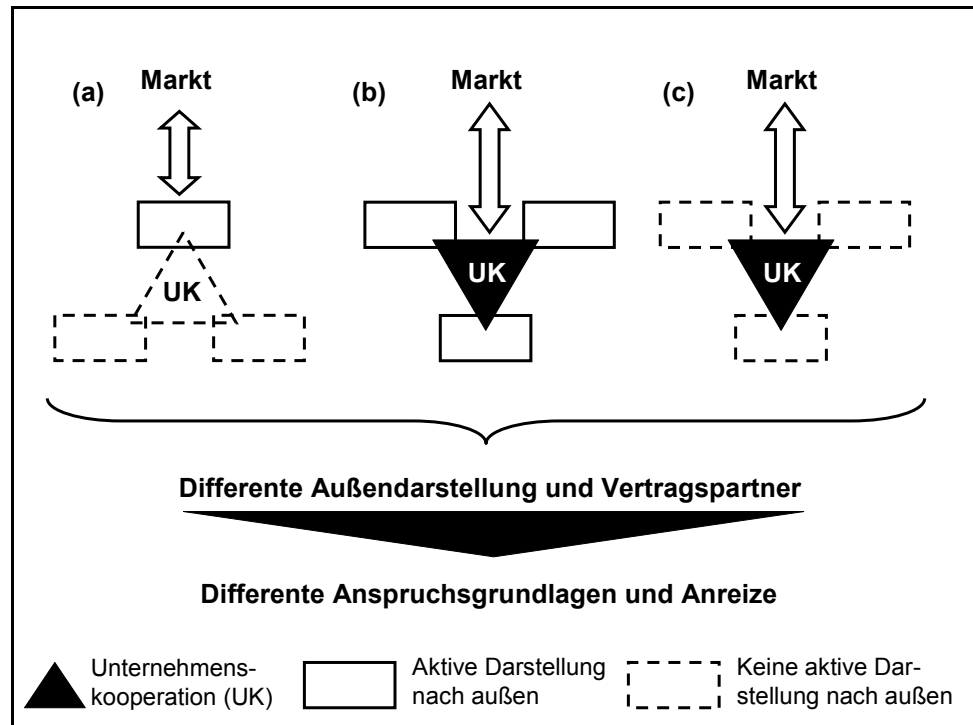 (a) Markt (b) Markt (c) Markt
UK UK UK
Differente Außendarstellung und Vertragspartner
Differente Anspruchsgrundlagen und Anreize
Unternehmens-
kooperation (UK)
Aktive Darstellung
nach außen
Keine aktive Dar-
stellung nach außen